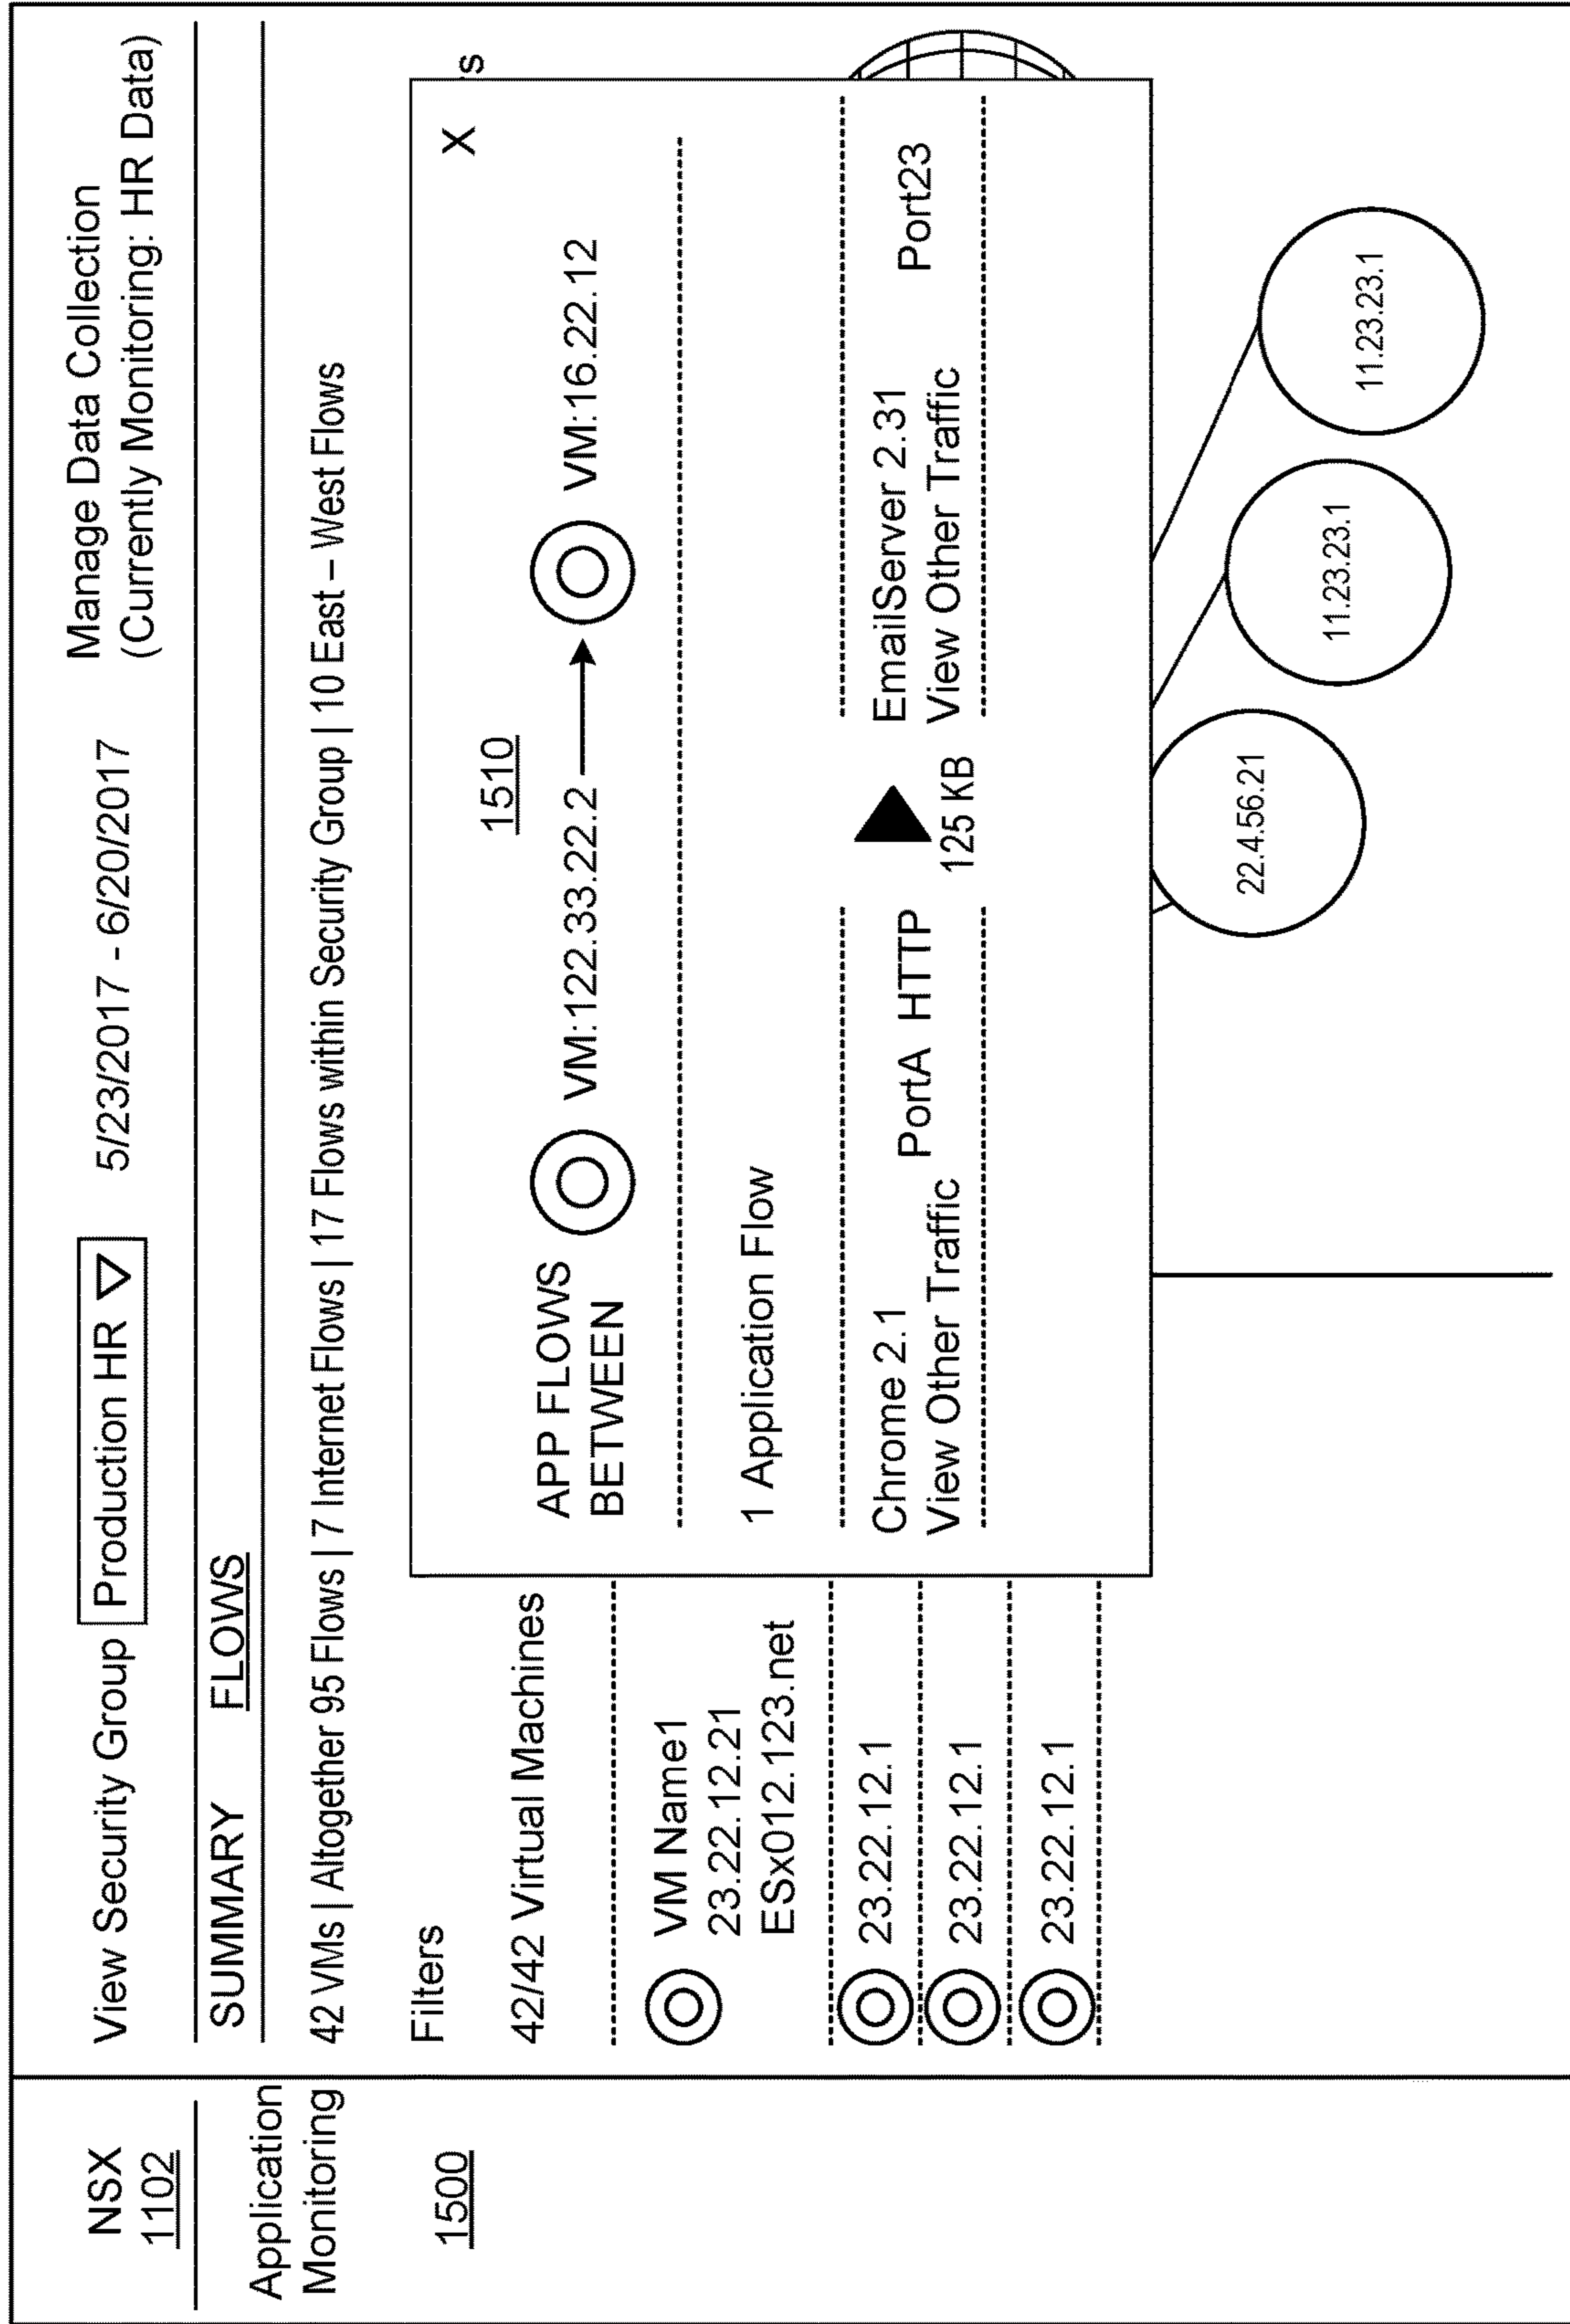 NSX
1102
Application
Monitoring
1500
View Security Group Production HR 5/23/2017 - 6/20/2017
Manage Data Collection
(Currently Monitoring: HR Data)
SUMMARY FLOWS
42 VMs | Altogether 95 Flows | 7 Internet Flows | 17 Flows within Security Group | 10 East – West Flows
Filters
42/42 Virtual Machines
VM Name1
23.22.12.21
ESx012.123.net
23.22.12.1
23.22.12.1
23.22.12.1
s
X
1510
APP FLOWS
BETWEEN
VM:122.33.22.2 VM:16.22.12
1 Application Flow
Chrome 2.1
View Other Traffic
PortA HTTP
125 KB
EmailServer 2.31
View Other Traffic
Port23
22.4.56.21
11.23.23.1
11.23.23.1